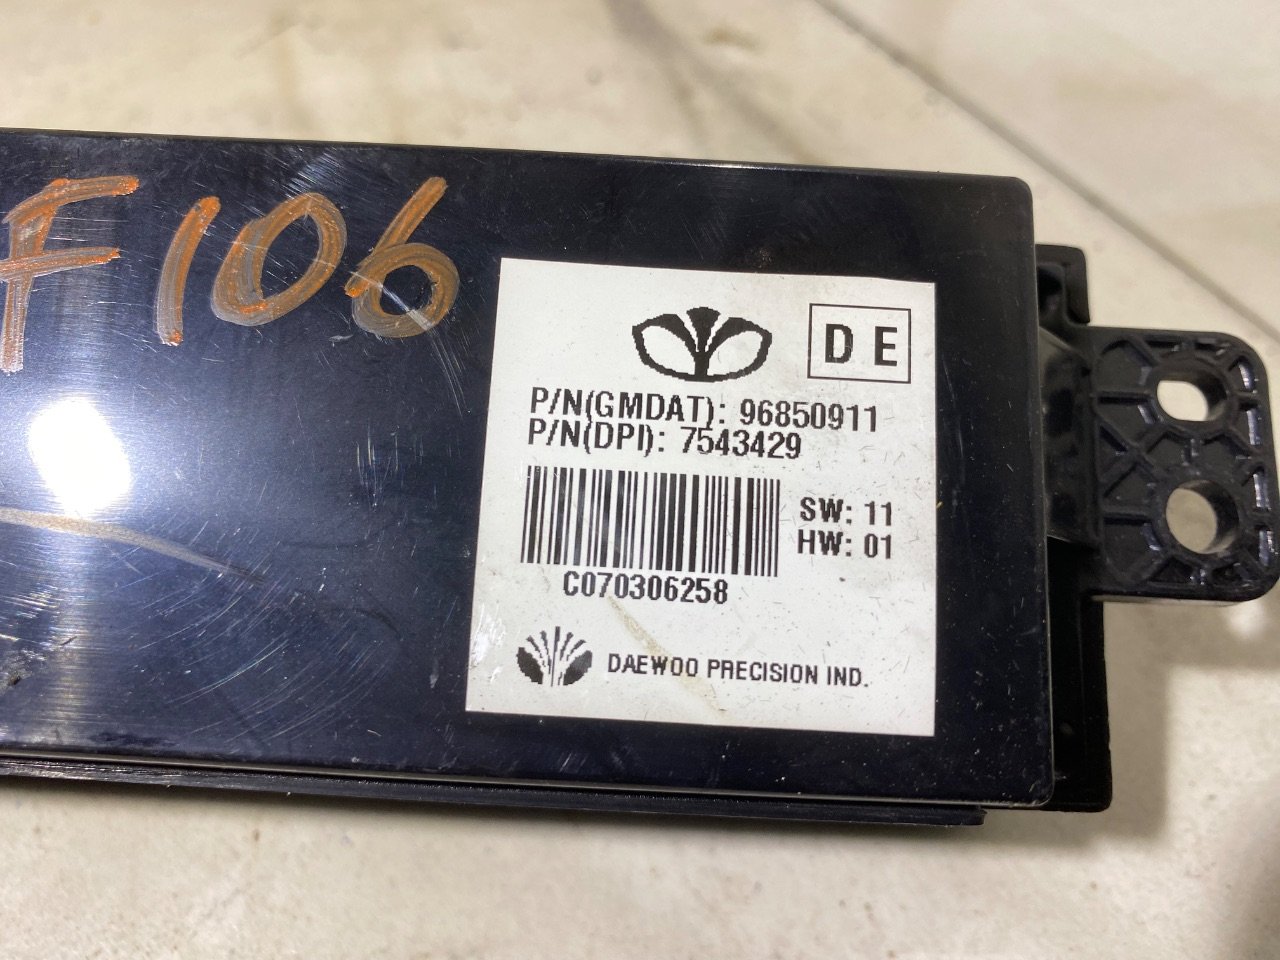 F106
D E
P/N(GMDAT): 96850911
P/N(DPI): 7543429
SW: 11
HW: 01
C070306258
DAEWOO PRECISION IND.